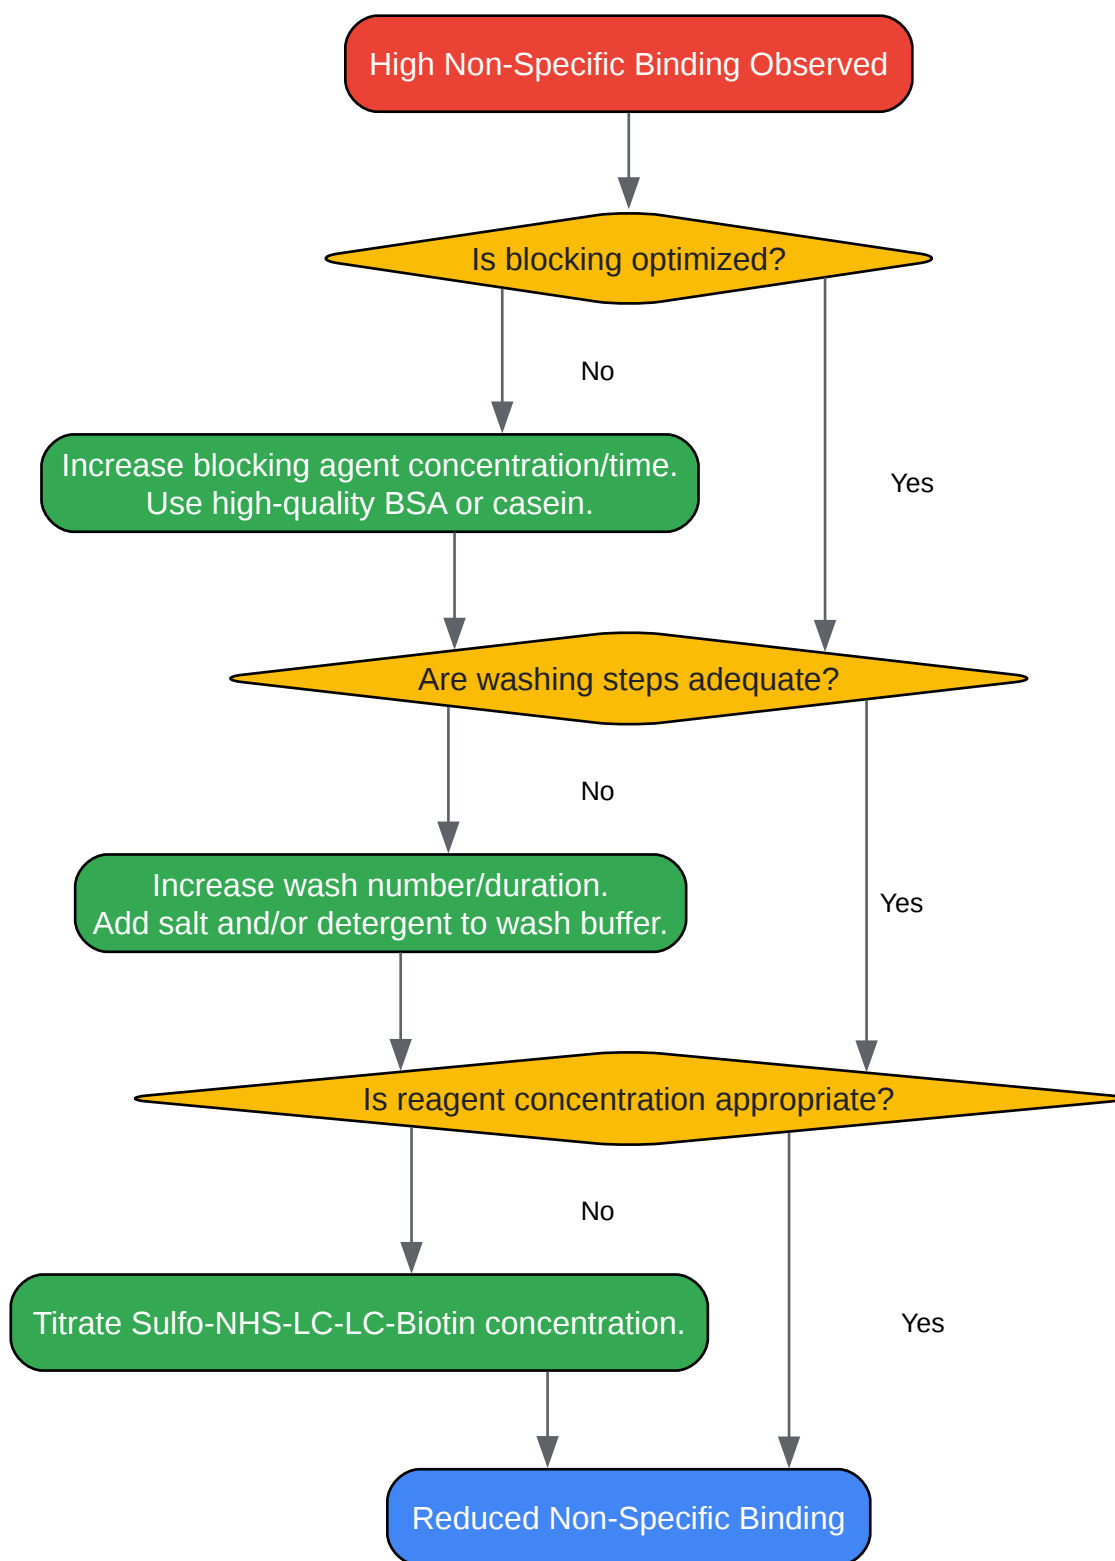 High Non-Specific Binding Observed
Is blocking optimized?
No
Increase blocking agent concentration/time.
Use high-quality BSA or casein.
Yes
Are washing steps adequate?
No
Increase wash number/duration.
Add salt and/or detergent to wash buffer.
Yes
Is reagent concentration appropriate?
No
Titrate Sulfo-NHS-LC-LC-Biotin concentration.
Yes
Reduced Non-Specific Binding